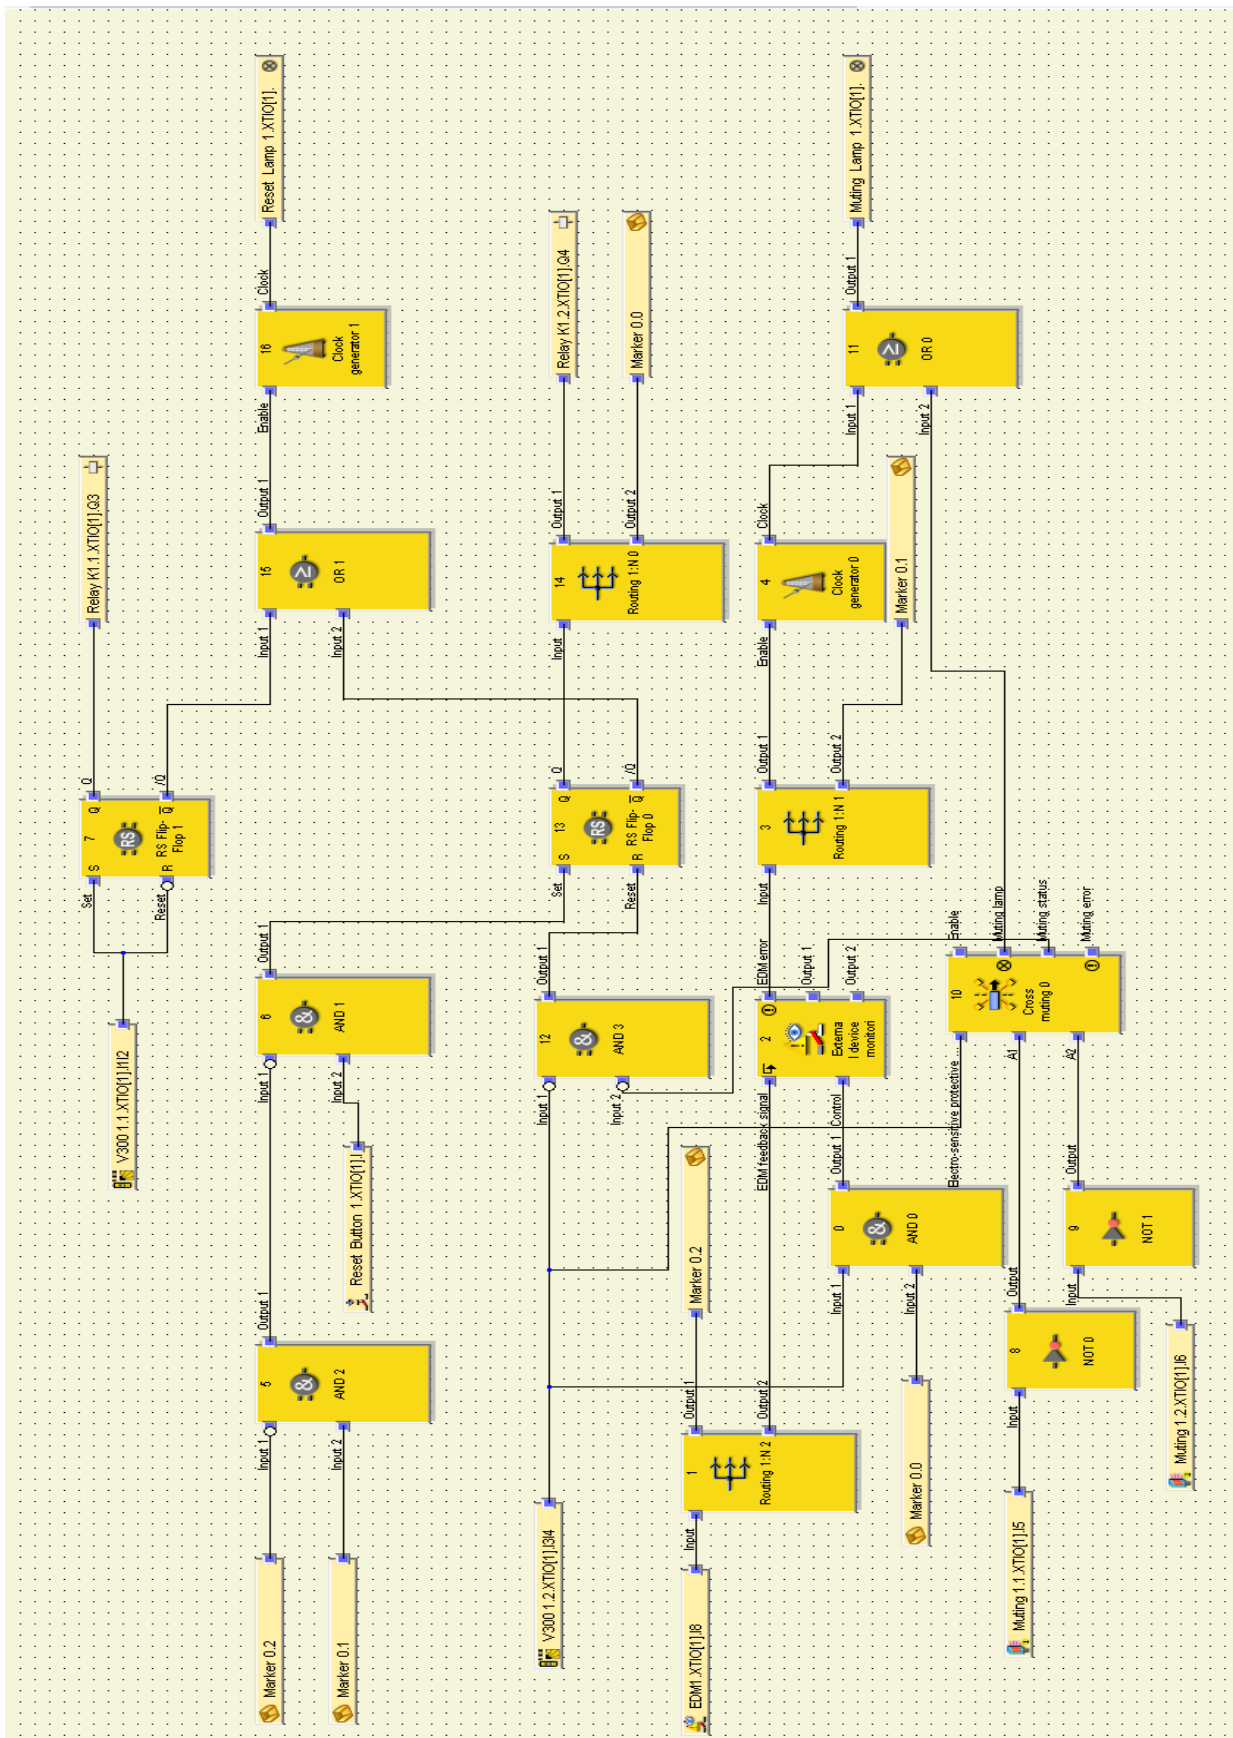 Relay K1.1.XTIO[1].Q3
Q
/Q
7
S
Q
R
Q
RS Flip-
Flop 1
Set
Reset
V300 1.1.XTIO[1].I1I2
Marker 0.2
Marker 0.1
Input 1
Input 2
5
AND 2
Output 1
Input 1
Input 2
Reset Button 1.XTIO[1].I
6
AND 1
Output 1
Input 1
Input 2
15
OR 1
Output 1
Enable
16
Clock
generator 1
Clock
Reset Lamp 1.XTIO[1].
V300 1.2.XTIO[1].I3I4
Input 1
Input 2
12
AND 3
Output 1
Set
Reset
13
S
Q
R
Q
RS Flip-
Flop 0
Q
/Q
Input
14
Routing 1:N 0
Output 1
Output 2
Relay K1.2.XTIO[1].Q4
Marker 0.0
EDM1.XTIO[1].I8
Input
1
Routing 1:N 2
Output 1
Output 2
Marker 0.2
Marker 0.0
Input 1
Input 2
0
AND 0
Output 1
EDM feedback signal
Control
2
Externa
l device
monitori
EDM error
Output 1
Output 2
Input
3
Routing 1:N 1
Output 1
Output 2
Enable
4
Clock
generator 0
Clock
Marker 0.1
Input 1
Input 2
11
OR 0
Output 1
Muting Lamp 1.XTIO[1].
Muting 1.1.XTIO[1].I5
Input
8
NOT 0
Output
Muting 1.2.XTIO[1].I6
Input
9
NOT 1
Output
Electro-sensitive protective ...
A1
A2
10
Cross
muting 0
Enable
Muting lamp
Muting status
Muting error